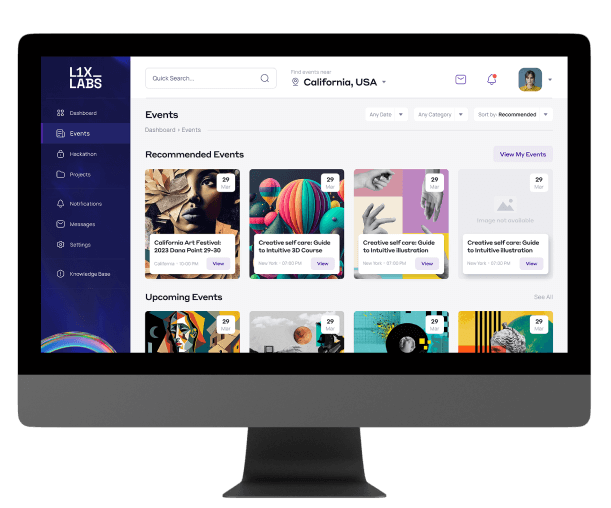 L1X_
LABS
Dashboard
Events
Hackathon
Projects
Notifications
Messages
Settings
Knowledge Base
Quick Search...
Find events near
California, USA
Events
Any Date
Any Category
Sort by: Recommended
Dashboard > Events
Recommended Events
View My Events
29
Mar
California Art Festival:
2023 Dana Point 29-30
California • 10:00 PM
View
29
Mar
Creative self care: Guide
to Intuitive 3D Course
New York • 07:00 PM
View
29
Mar
Creative self care: Guide
to Intuitive illustration
New York • 07:00 PM
View
29
Mar
Image not available
Creative self care: Guide
to Intuitive illustration
New York • 07:00 PM
View
Upcoming Events
See All
29
Mar
29
Mar
29
Mar
29
Mar